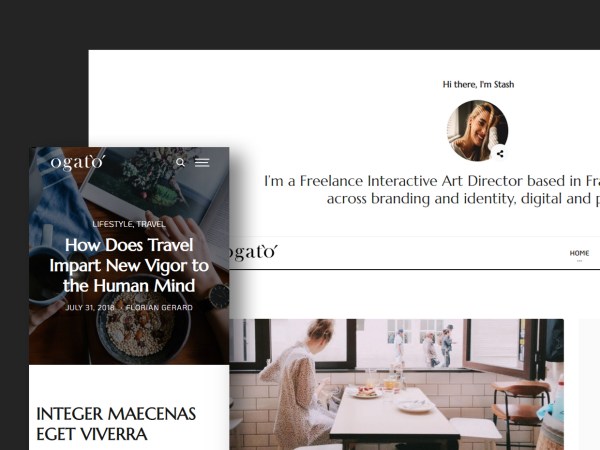 Hi there, I'm Stash
I'm a Freelance Interactive Art Director based in Fra
across branding and identity, digital and p
ogato
HOME
ogato
LIFESTYLE, TRAVEL
How Does Travel
Impart New Vigor to
the Human Mind
JULY 31, 2018 · FLORIAN GÉRARD
INTEGER MAECENAS
EGET VIVERRA